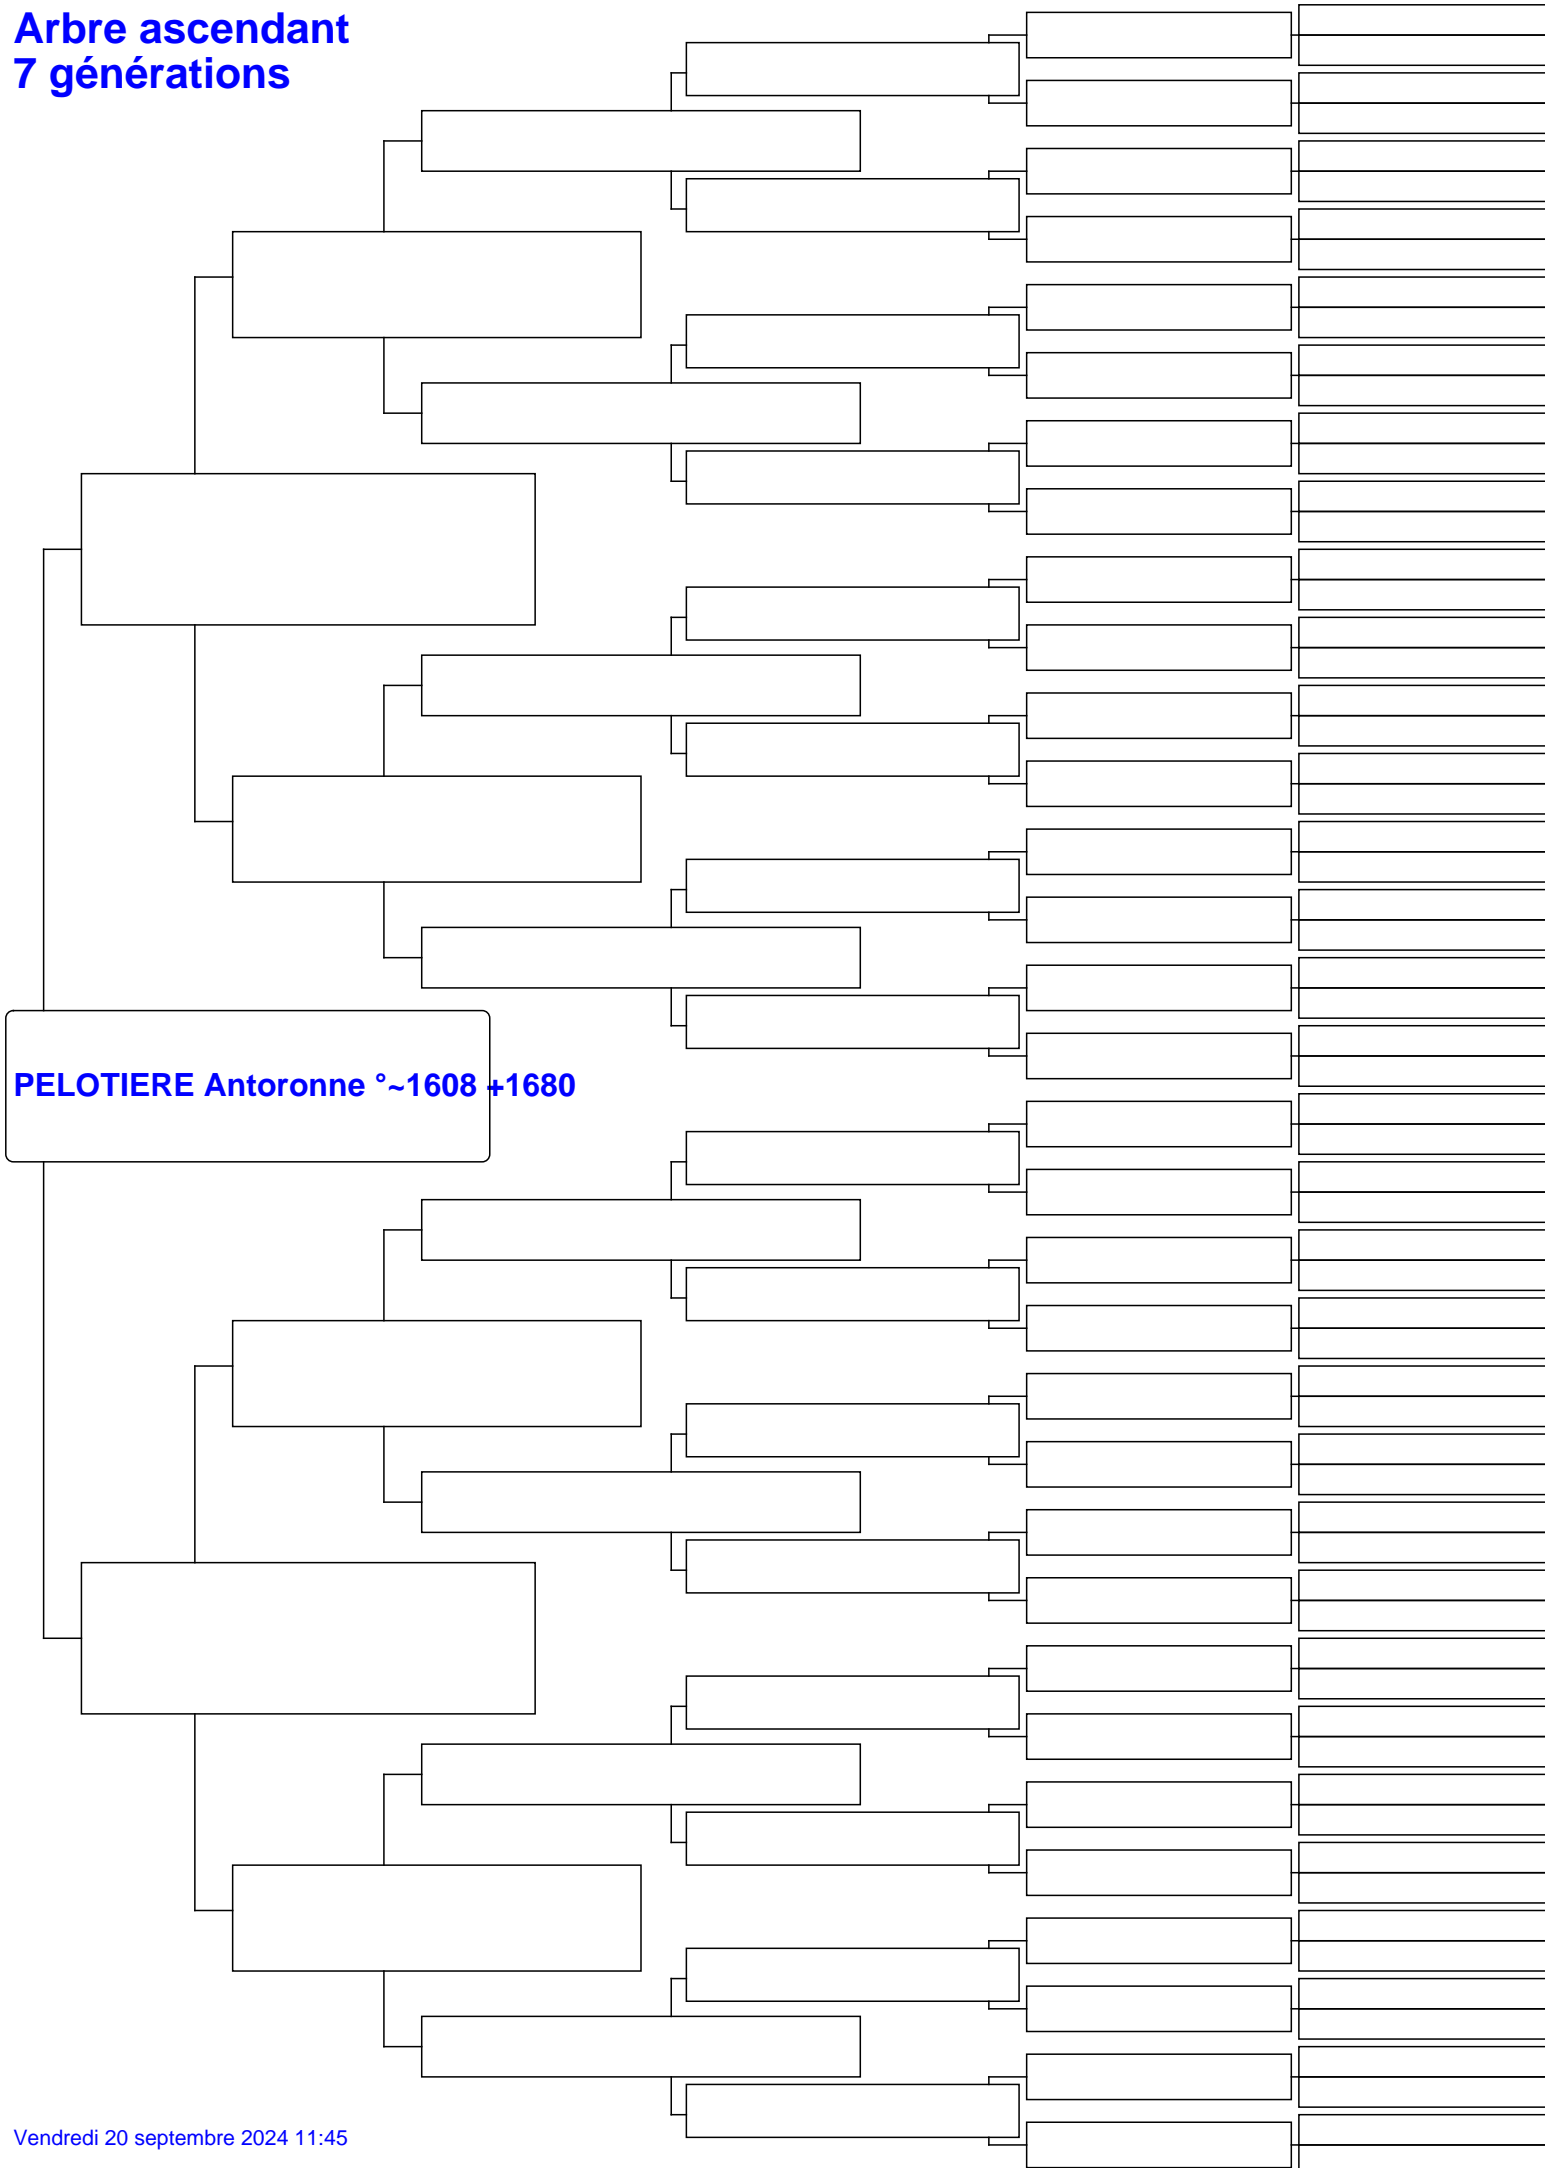 Arbre ascendant
7 générations
PELOTIERE Antoronne °~1608 +1680
Vendredi 20 septembre 2024 11:45